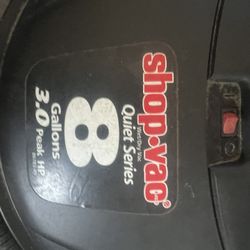 shop·vac
Quiet Series
8
Gallons
3.0 Peak HP